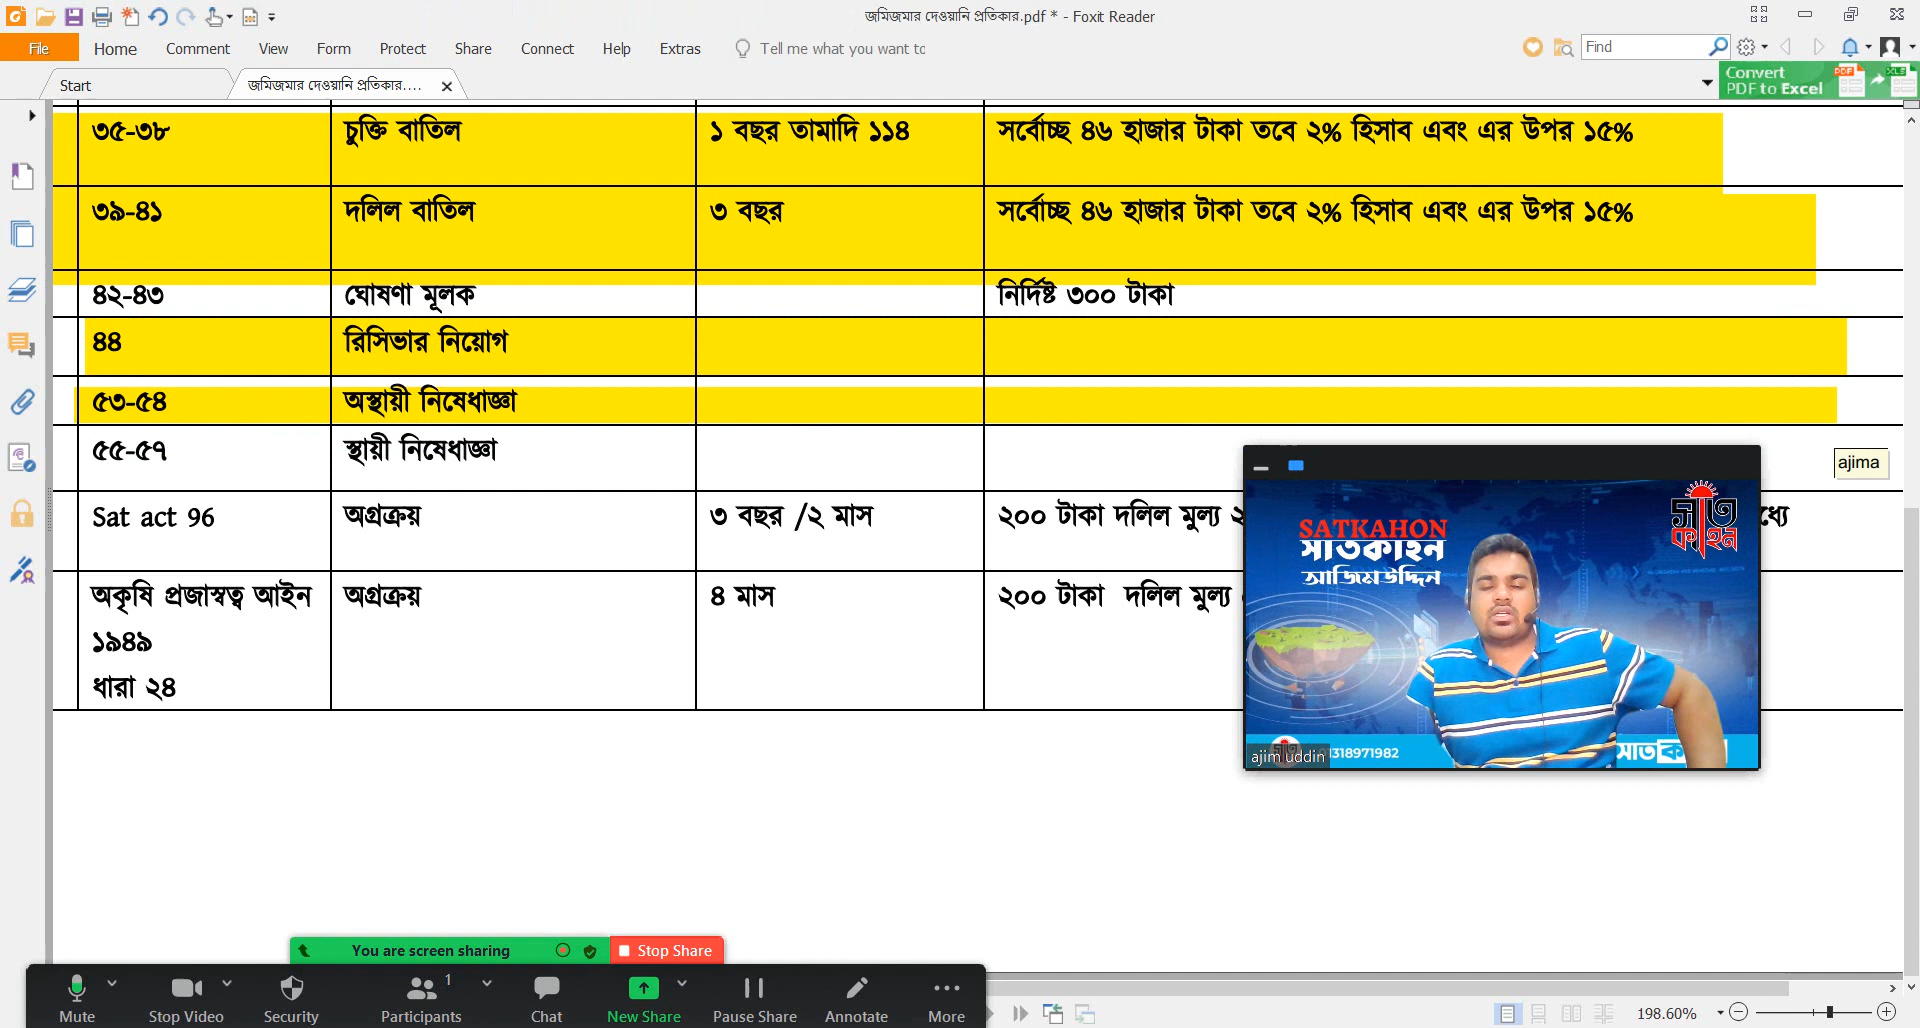 জমিজমার দেওয়ানি প্রতিকার.pdf * - Foxit Reader
File Home Comment View Form Protect Share Connect Help Extras Tell me what you want to Find
Start জমিজমার দেওয়ানি প্রতিকার....
Convert PDF XLS
PDF to Excel
৩৫-৩৮ চুক্তি বাতিল ১ বছর তামাদি ১১৪ সর্বোচ্ছ ৪৬ হাজার টাকা তবে ২% হিসাব এবং এর উপর ১৫%
৩৯-৪১ দলিল বাতিল ৩ বছর সর্বোচ্ছ ৪৬ হাজার টাকা তবে ২% হিসাব এবং এর উপর ১৫%
৪২-৪৩ ঘোষণা মূলক নির্দিষ্ট ৩০০ টাকা
৪৪ রিসিভার নিয়োগ
৫৩-৫৪ অস্থায়ী নিষেধাজ্ঞা
৫৫-৫৭ স্থায়ী নিষেধাজ্ঞা
ajima
Sat act 96 অগ্রক্রয় ৩ বছর /২ মাস ২০০ টাকা দলিল মুল্য ২
অকৃষি প্রজাস্বত্ব আইন অগ্রক্রয় ৪ মাস ২০০ টাকা দলিল মুল্য
১৯৪৯
ধারা ২৪
SATKAHON
সাতকাহন
আজিমউদ্দিন
সাত
কাহন
ajim uddin 1318971982 সাতক
You are screen sharing Stop Share
1
Mute Stop Video Security Participants Chat New Share Pause Share Annotate More
198.60%